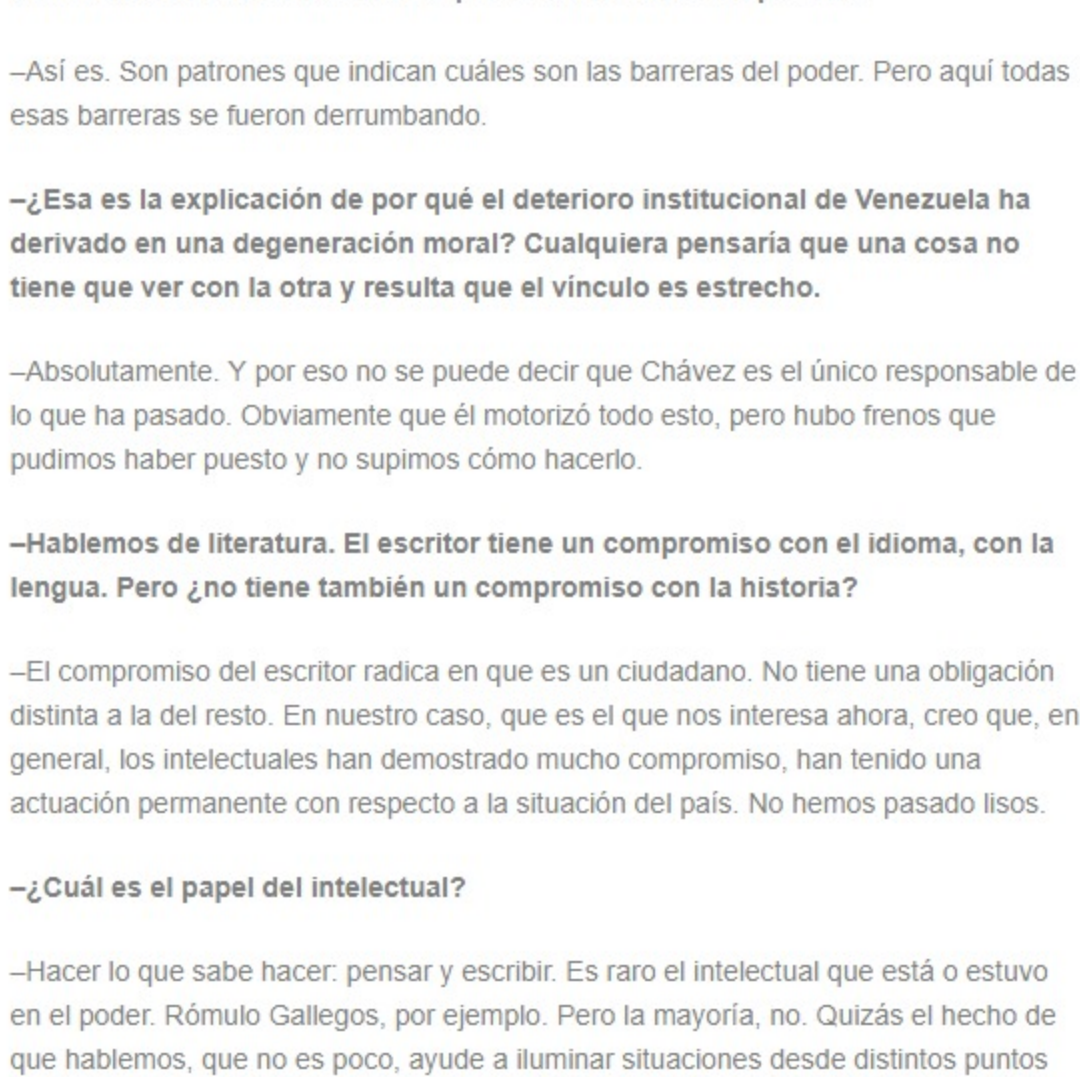 –Así es. Son patrones que indican cuáles son las barreras del poder. Pero aquí todas
esas barreras se fueron derrumbando.
–¿Esa es la explicación de por qué el deterioro institucional de Venezuela ha
derivado en una degeneración moral? Cualquiera pensaría que una cosa no
tiene que ver con la otra y resulta que el vínculo es estrecho.
–Absolutamente. Y por eso no se puede decir que Chávez es el único responsable de
lo que ha pasado. Obviamente que él motorizó todo esto, pero hubo frenos que
pudimos haber puesto y no supimos cómo hacerlo.
–Hablemos de literatura. El escritor tiene un compromiso con el idioma, con la
lengua. Pero ¿no tiene también un compromiso con la historia?
–El compromiso del escritor radica en que es un ciudadano. No tiene una obligación
distinta a la del resto. En nuestro caso, que es el que nos interesa ahora, creo que, en
general, los intelectuales han demostrado mucho compromiso, han tenido una
actuación permanente con respecto a la situación del país. No hemos pasado lisos.
–¿Cuál es el papel del intelectual?
–Hacer lo que sabe hacer: pensar y escribir. Es raro el intelectual que está o estuvo
en el poder. Rómulo Gallegos, por ejemplo. Pero la mayoría, no. Quizás el hecho de
que hablemos, que no es poco, ayude a iluminar situaciones desde distintos puntos